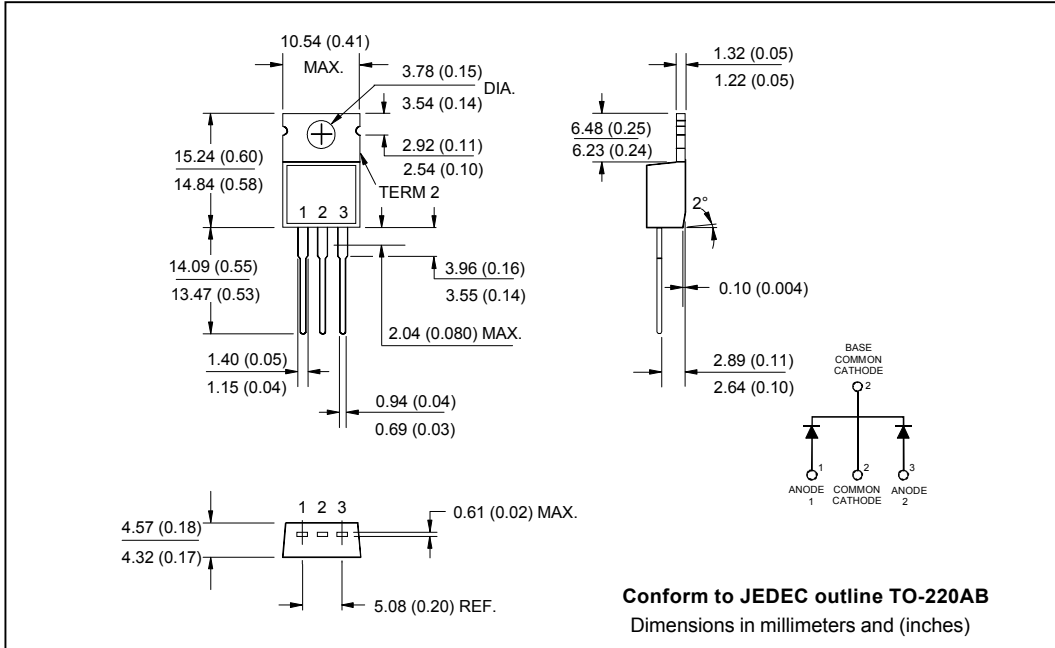 10.54 (0.41)
MAX.
3.78 (0.15)
3.54 (0.14)
DIA.
1.32 (0.05)
1.22 (0.05)
6.48 (0.25)
6.23 (0.24)
2.92 (0.11)
2.54 (0.10)
15.24 (0.60)
14.84 (0.58)
TERM 2
1 2 3
2°
14.09 (0.55)
13.47 (0.53)
3.96 (0.16)
3.55 (0.14)
0.10 (0.004)
2.04 (0.080) MAX.
1.40 (0.05)
1.15 (0.04)
2.89 (0.11)
2.64 (0.10)
0.94 (0.04)
0.69 (0.03)
BASE
COMMON
CATHODE
2
1
2
3
ANODE
1
COMMON
CATHODE
ANODE
2
1 2 3
0.61 (0.02) MAX.
4.57 (0.18)
4.32 (0.17)
5.08 (0.20) REF.
Conform to JEDEC outline TO-220AB
Dimensions in millimeters and (inches)